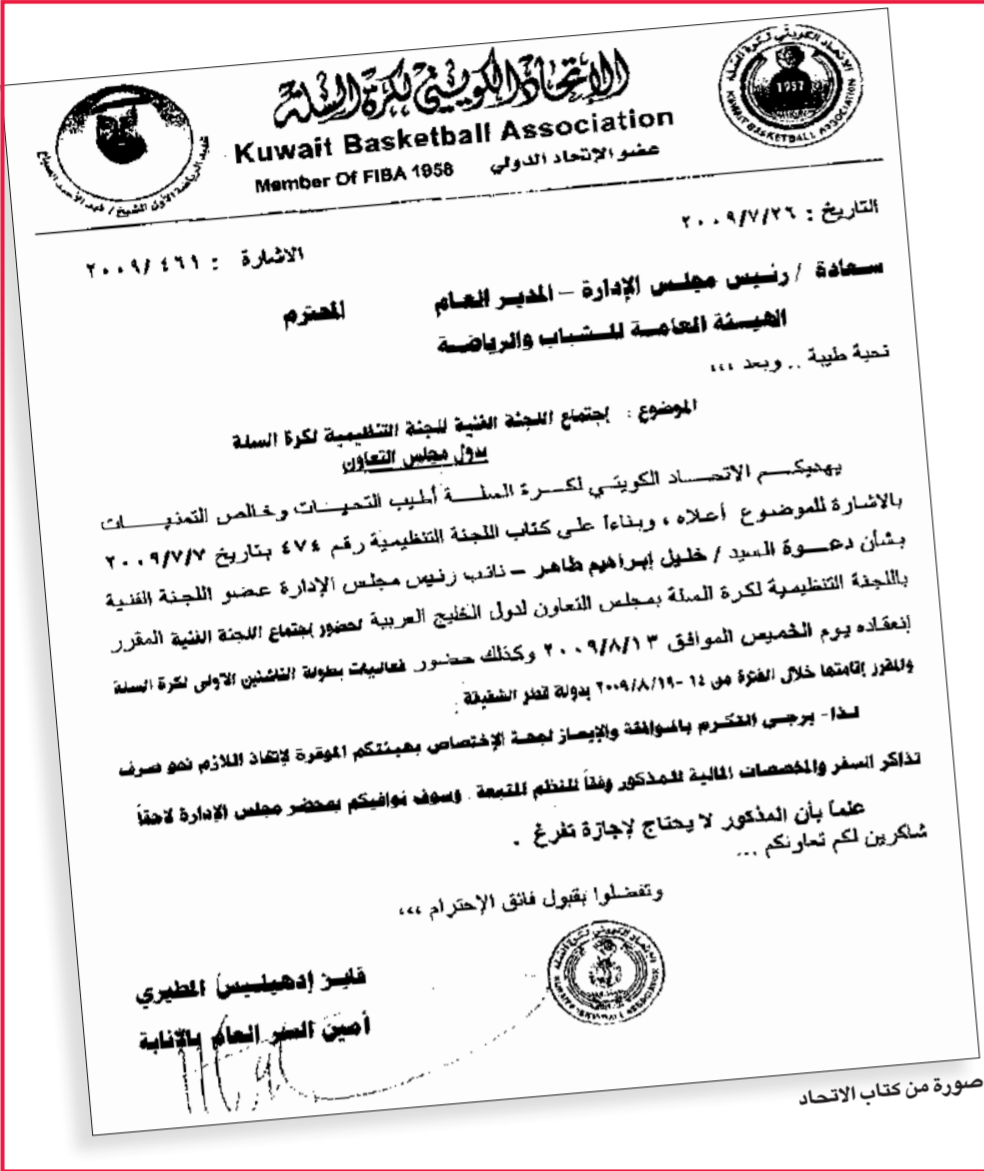 الإتحاد الكويتي لكرة السلة
Kuwait Basketball Association
Member Of FIBA 1958 عضو الإتحاد الدولي
الاتحاد الكويتي لكرة السلة
1957
KUWAIT BASKETBALL ASSOCIATION
التاريخ : ٢٠٠٩/٧/٢٦
الاشارة : ٤٦١ /٢٠٠٩
سعادة / رئيس مجلس الإدارة – المدير العام المحترم
الهيئة العامة للشباب والرياضة
تحية طيبة .. وبعد ،،،
الموضوع : إجتماع اللجنة الفنية للجنة التنظيمية لكرة السلة
بدول مجلس التعاون
يهديكم الاتحاد الكويتي لكرة السلة أطيب التحيات وخالص التمنيات
بالاشارة للموضوع أعلاه ، وبناءاً على كتاب اللجنة التنظيمية رقم ٤٧٤ بتاريخ ٢٠٠٩/٧/٧
بشأن دعوة السيد / خليل إبراهيم طاهر – نائب رئيس مجلس الإدارة عضو اللجنة الفنية
باللجنة التنظيمية لكرة السلة بمجلس التعاون لدول الخليج العربية لحضور إجتماع اللجنة الفنية المقرر
إنعقاده يوم الخميس الموافق ٢٠٠٩/٨/١٣ وكذلك حضور فعاليات بطولة الناشئين الاولى لكرة السلة
والمقرر إقامتها خلال الفترة من ١٤ -٢٠٠٩/٨/١٩ بدولة قطر الشقيقة .
لذا- يرجى التكرم بالموافقة والإيعاز لجهة الإختصاص بهيئتكم الموقرة لإتخاذ اللازم نحو صرف
تذاكر السفر والمخصصات المالية للمذكور وفقاً للنظم المتبعة . وسوف نوافيكم بمحضر مجلس الإدارة لاحقاً
علماً بأن المذكور لا يحتاج لإجازة تفرغ .
شاكرين لكم تعاونكم ...
وتفضلوا بقبول فائق الإحترام ،،،
المطيري
أمين السر العام بالإنابة
صورة من كتاب الاتحاد